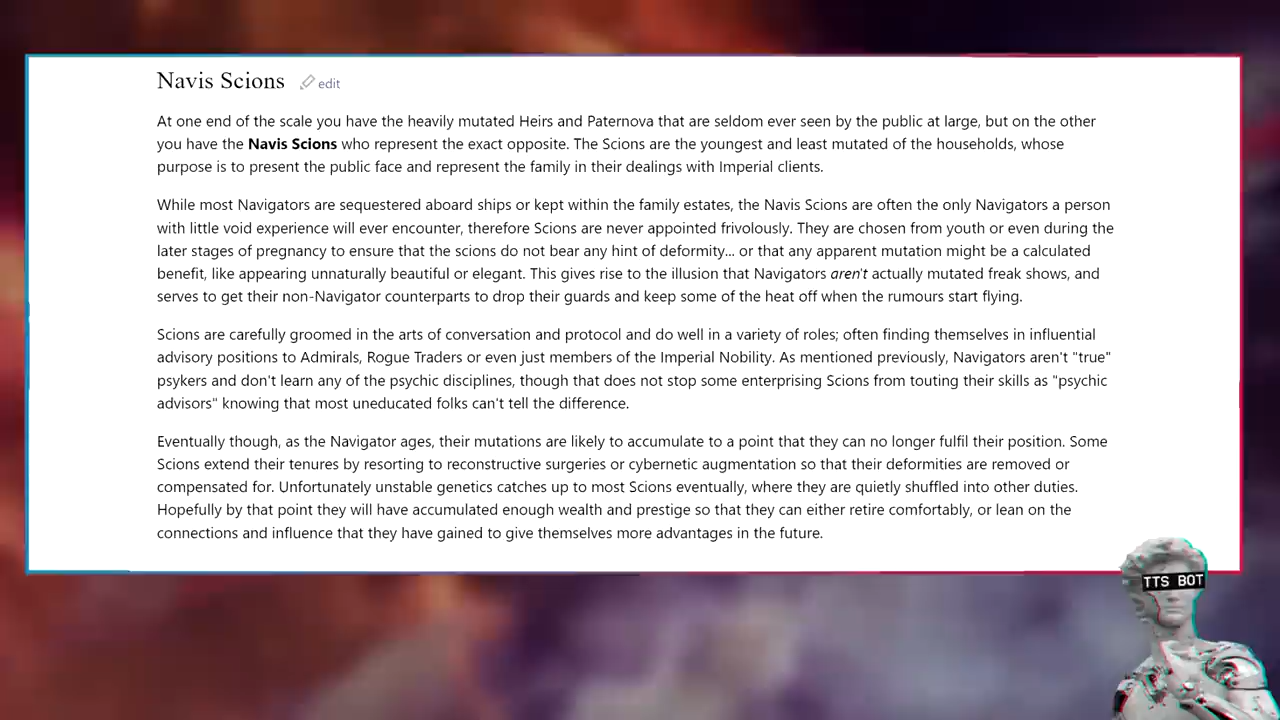 Navis Scions edit
At one end of the scale you have the heavily mutated Heirs and Paternova that are seldom ever seen by the public at large, but on the other
you have the Navis Scions who represent the exact opposite. The Scions are the youngest and least mutated of the households, whose
purpose is to present the public face and represent the family in their dealings with Imperial clients.
While most Navigators are sequestered aboard ships or kept within the family estates, the Navis Scions are often the only Navigators a person
with little void experience will ever encounter, therefore Scions are never appointed frivolously. They are chosen from youth or even during the
later stages of pregnancy to ensure that the scions do not bear any hint of deformity... or that any apparent mutation might be a calculated
benefit, like appearing unnaturally beautiful or elegant. This gives rise to the illusion that Navigators aren't actually mutated freak shows, and
serves to get their non-Navigator counterparts to drop their guards and keep some of the heat off when the rumours start flying.
Scions are carefully groomed in the arts of conversation and protocol and do well in a variety of roles; often finding themselves in influential
advisory positions to Admirals, Rogue Traders or even just members of the Imperial Nobility. As mentioned previously, Navigators aren't "true"
psykers and don't learn any of the psychic disciplines, though that does not stop some enterprising Scions from touting their skills as "psychic
advisors" knowing that most uneducated folks can't tell the difference.
Eventually though, as the Navigator ages, their mutations are likely to accumulate to a point that they can no longer fulfil their position. Some
Scions extend their tenures by resorting to reconstructive surgeries or cybernetic augmentation so that their deformities are removed or
compensated for. Unfortunately unstable genetics catches up to most Scions eventually, where they are quietly shuffled into other duties.
Hopefully by that point they will have accumulated enough wealth and prestige so that they can either retire comfortably, or lean on the
connections and influence that they have gained to give themselves more advantages in the future.
TTS BOT